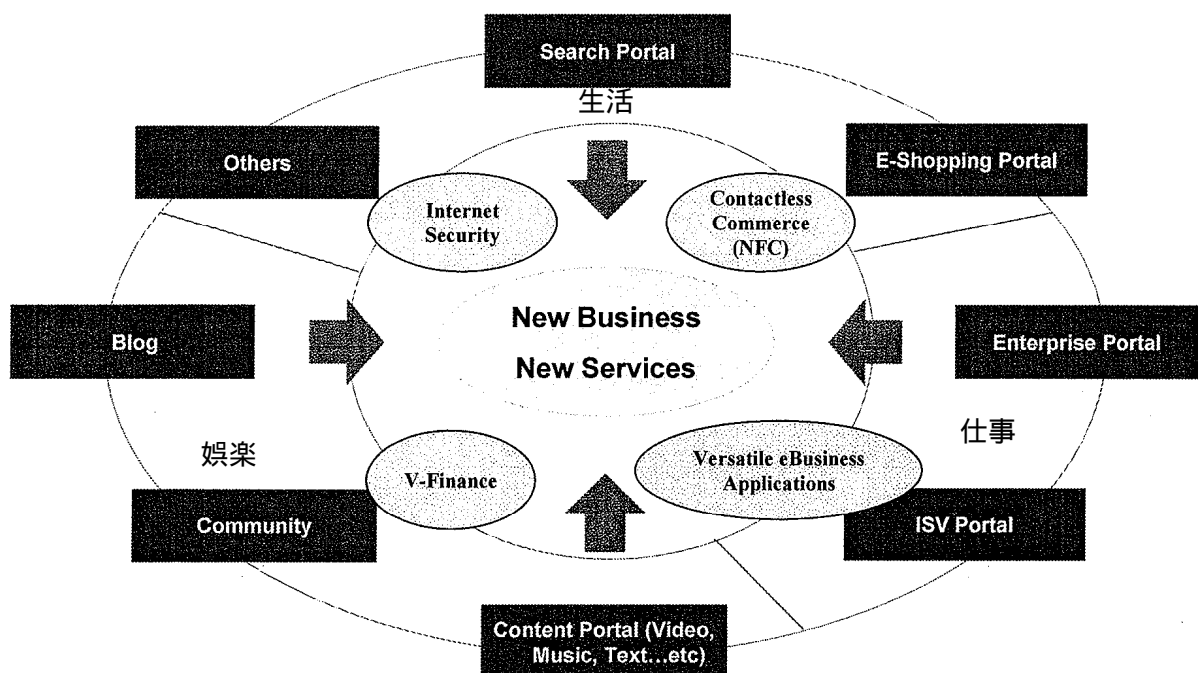 Search Portal
生活
Others
E-Shopping Portal
Internet
Security
Contactless
Commerce
(NFC)
New Business
New Services
Blog
Enterprise Portal
娯楽
仕事
V-Finance
Versatile eBusiness
Applications
Community
ISV Portal
Content Portal (Video,
Music, Text...etc)